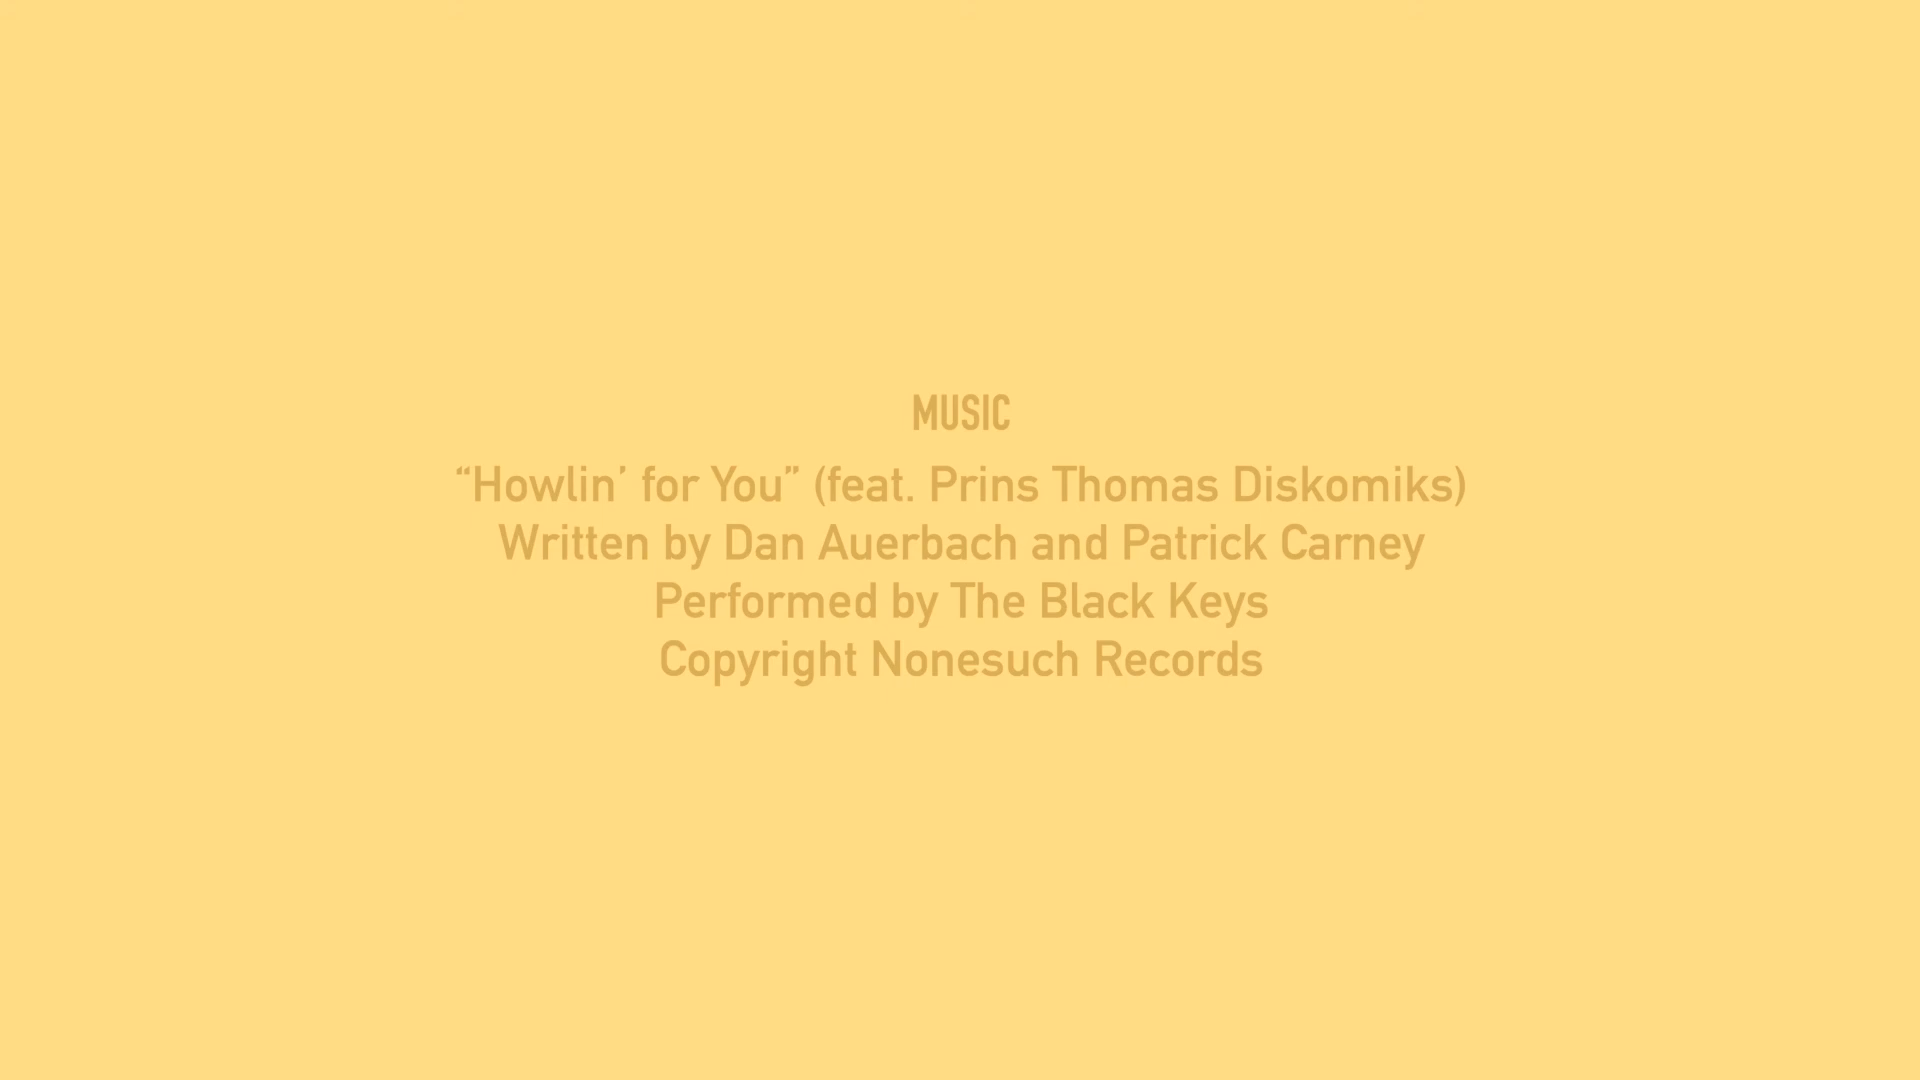 MUSIC
“Howlin’ for You” (feat. Prins Thomas Diskomiks)
Written by Dan Auerbach and Patrick Carney
Performed by The Black Keys
Copyright Nonesuch Records